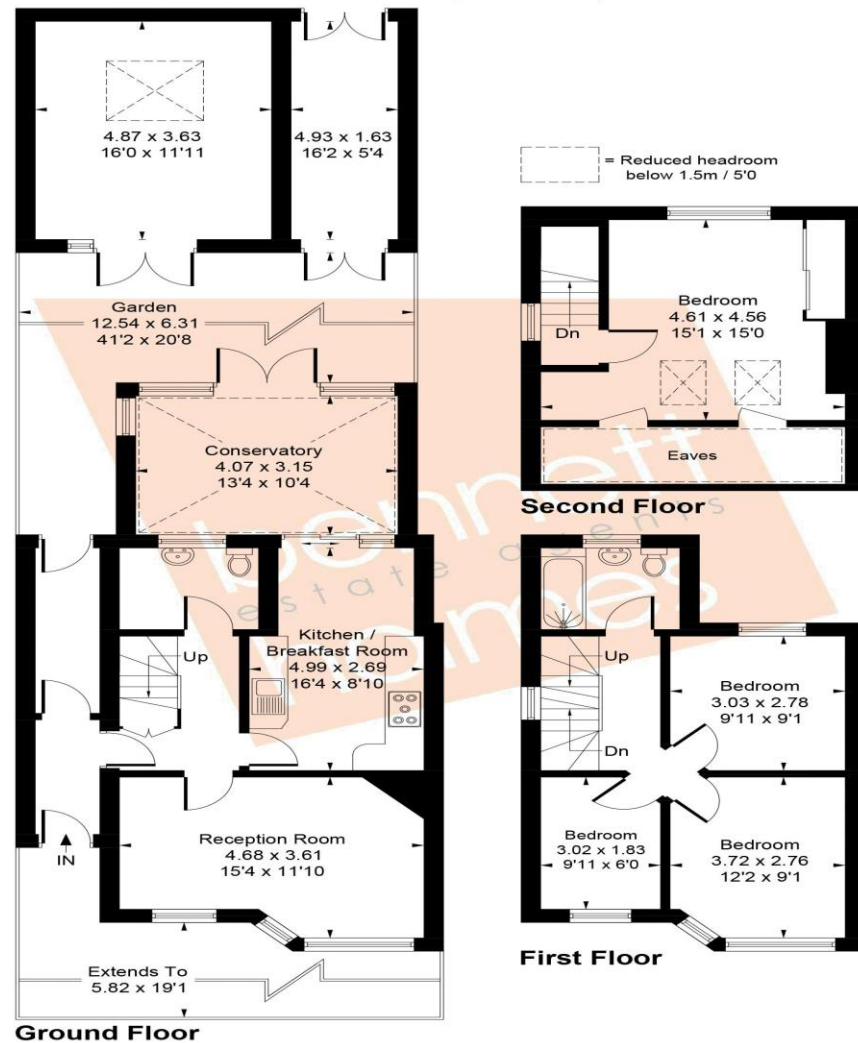 4.87 x 3.63
16'0 x 11'11
4.93 x 1.63
16'2 x 5'4
= Reduced headroom
below 1.5m / 5'0
Garden
12.54 x 6.31
41'2 x 20'8
Bedroom
4.61 x 4.56
15'1 x 15'0
Dn
Eaves
Second Floor
Conservatory
4.07 x 3.15
13'4 x 10'4
bennett
estate agents
holmes
Kitchen /
Breakfast Room
4.99 x 2.69
16'4 x 8'10
Up
Reception Room
4.68 x 3.61
15'4 x 11'10
IN
Extends To
5.82 x 19'1
Ground Floor
Up
Dn
Bedroom
3.03 x 2.78
9'11 x 9'1
Bedroom
3.02 x 1.83
9'11 x 6'0
Bedroom
3.72 x 2.76
12'2 x 9'1
First Floor